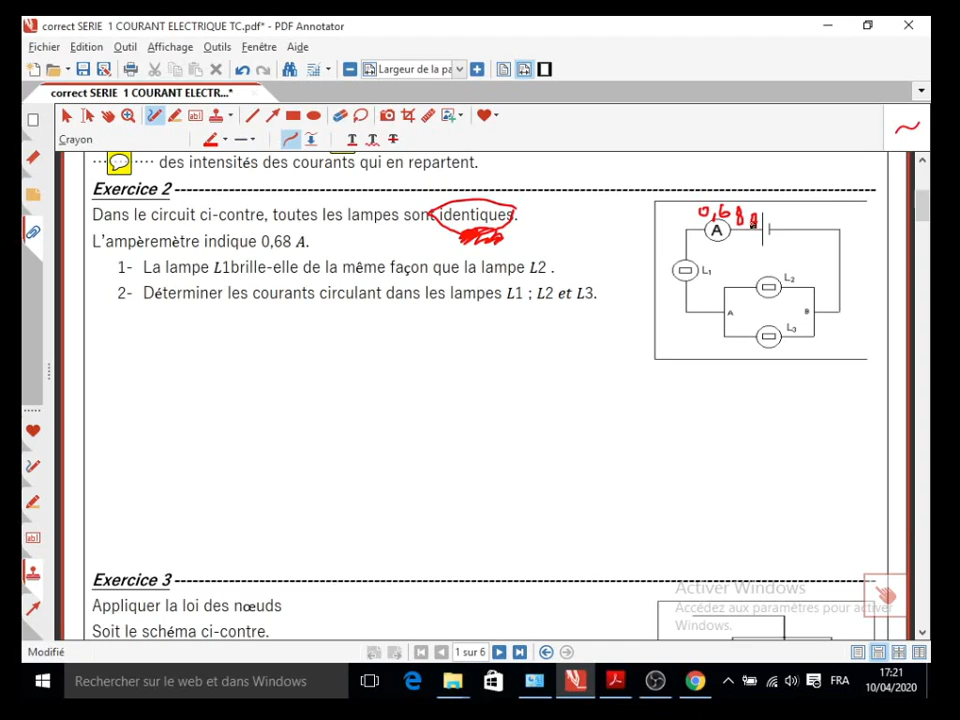 correct SERIE 1 COURANT ELECTRIQUE TC.pdf* - PDF Annotator
Fichier Edition Outil Affichage Outils Fenêtre Aide
Largeur de la pa
correct SERIE 1 COURANT ELECTR...*
Crayon
... .... des intensités des courants qui en repartent.
Exercice 2
Dans le circuit ci-contre, toutes les lampes sont identiques.
L'ampèremètre indique 0,68 A.
1- La lampe L1brille-elle de la même façon que la lampe L2 .
2- Déterminer les courants circulant dans les lampes L1 ; L2 et L3.
0,68
A
L1
L2
A
B
L3
Exercice 3
Appliquer la loi des nœuds
Soit le schéma ci-contre.
Activer Windows
Accédez aux paramètres pour activer
Windows.
Modifié
1 sur 6
Rechercher sur le web et dans Windows
FRA
17:21
10/04/2020